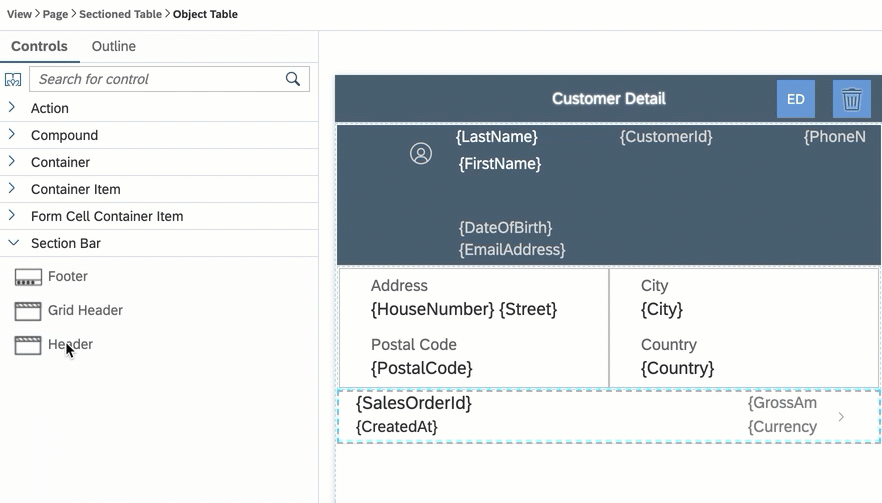 View > Page > Sectioned Table > Object Table
Controls Outline
Search for control
Action
Compound
Container
Container Item
Form Cell Container Item
Section Bar
Footer
Grid Header
Header
Customer Detail ED
{LastName} {CustomerId} {PhoneN
{FirstName}
{DateOfBirth}
{EmailAddress}
Address City
{HouseNumber} {Street} {City}
Postal Code Country
{PostalCode} {Country}
{SalesOrderId} {GrossAm
{CreatedAt} {Currency